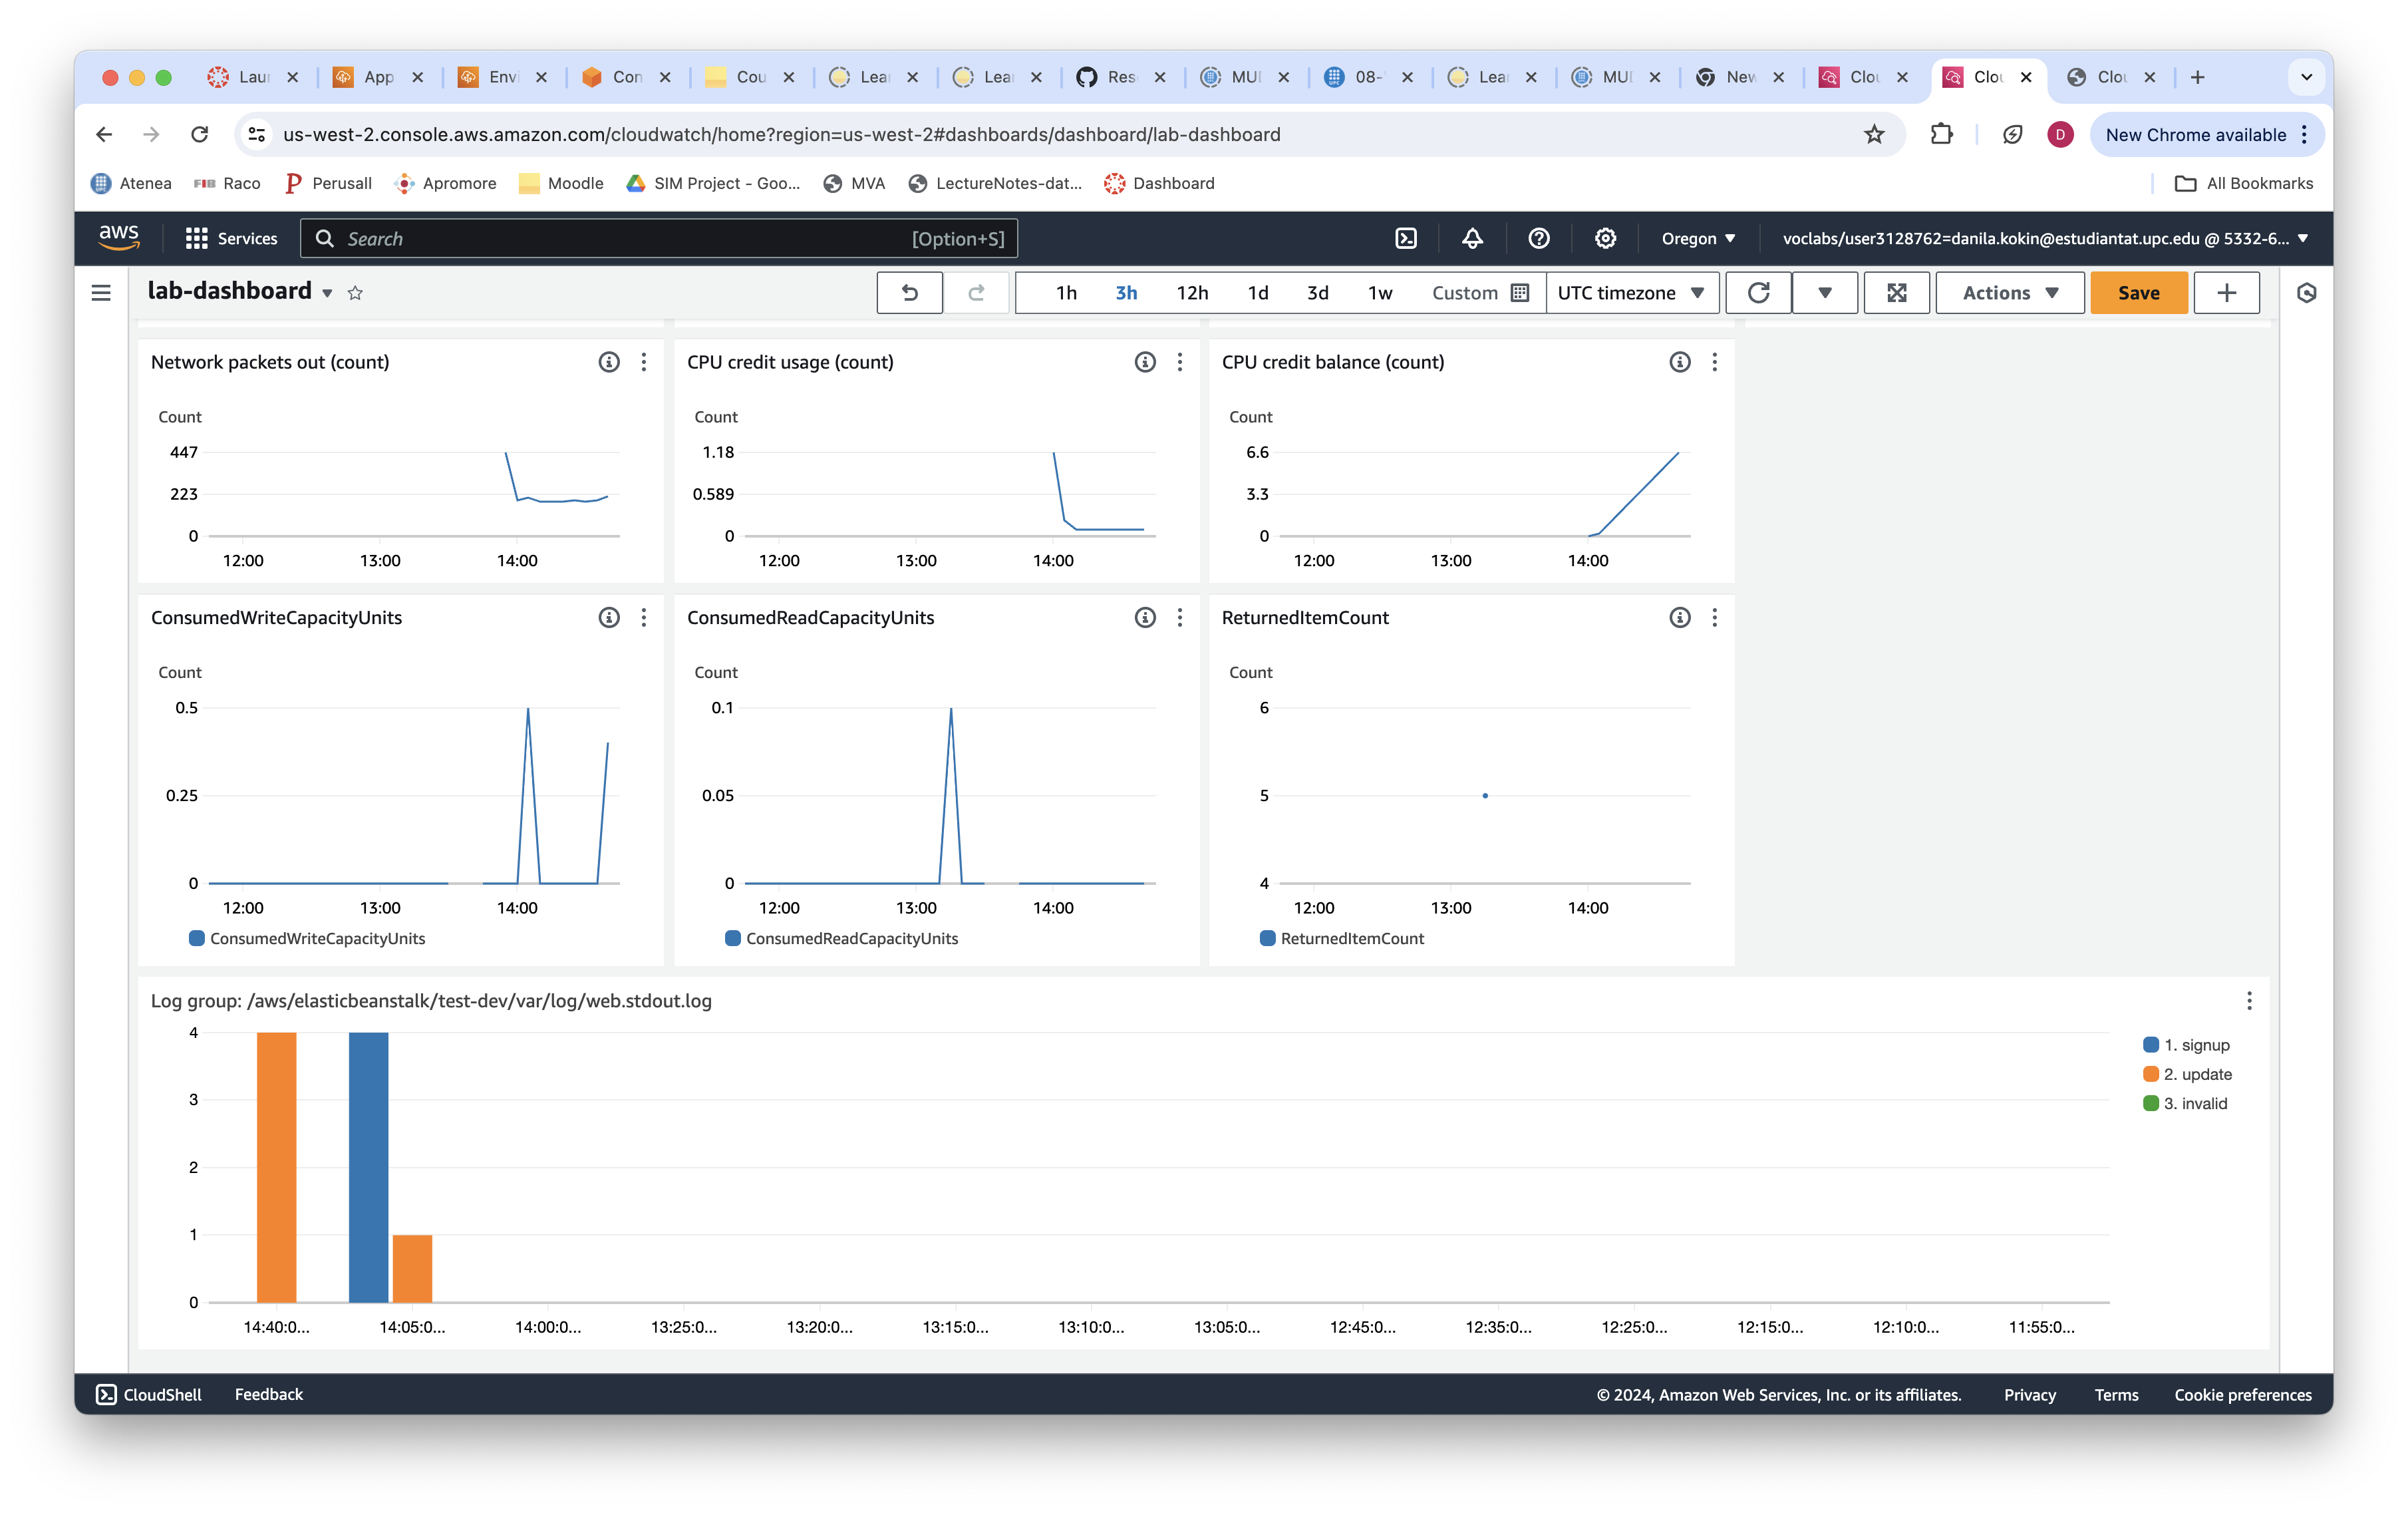 Laur App Envi Con Cou Lear Lear Res MUI 08- Lear MUI New Clou Clou Clou
us-west-2.console.aws.amazon.com/cloudwatch/home?region=us-west-2#dashboards/dashboard/lab-dashboard D New Chrome available
Atenea FIB Raco Perusall Apromore Moodle SIM Project - Goo... MVA LectureNotes-dat... Dashboard All Bookmarks
aws Services Search [Option+S] Oregon voclabs/user3128762=danila.kokin@estudiantat.upc.edu @ 5332-6...
lab-dashboard 1h 3h 12h 1d 3d 1w Custom UTC timezone Actions Save
Network packets out (count)
Count
447
223
0
12:00 13:00 14:00
CPU credit usage (count)
Count
1.18
0.589
0
12:00 13:00 14:00
CPU credit balance (count)
Count
6.6
3.3
0
12:00 13:00 14:00
ConsumedWriteCapacityUnits
Count
0.5
0.25
0
12:00 13:00 14:00
ConsumedWriteCapacityUnits
ConsumedReadCapacityUnits
Count
0.1
0.05
0
12:00 13:00 14:00
ConsumedReadCapacityUnits
ReturnedItemCount
Count
6
5
4
12:00 13:00 14:00
ReturnedItemCount
Log group: /aws/elasticbeanstalk/test-dev/var/log/web.stdout.log
4
3
2
1
0
14:40:0... 14:05:0... 14:00:0... 13:25:0... 13:20:0... 13:15:0... 13:10:0... 13:05:0... 12:45:0... 12:35:0... 12:25:0... 12:15:0... 12:10:0... 11:55:0...
1. signup
2. update
3. invalid
CloudShell Feedback © 2024, Amazon Web Services, Inc. or its affiliates. Privacy Terms Cookie preferences